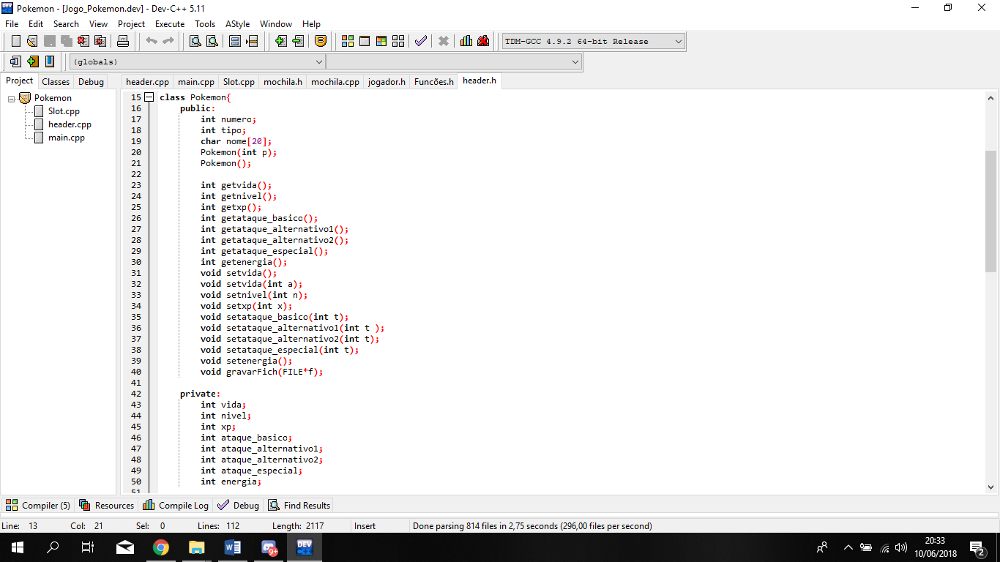 Pokemon - [Jogo_Pokemon.dev] - Dev-C++ 5.11
File Edit Search View Project Execute Tools AStyle Window Help
TDM-GCC 4.9.2 64-bit Release
(globals)
Project Classes Debug
header.cpp main.cpp Slot.cpp mochila.h mochila.cpp jogador.h Funcões.h header.h
Pokemon
Slot.cpp
header.cpp
main.cpp
15 class Pokemon{
16 public:
17 int numero;
18 int tipo;
19 char nome[20];
20 Pokemon(int p);
21 Pokemon();
22
23 int getvida();
24 int getnivel();
25 int getxp();
26 int getataque_basico();
27 int getataque_alternativo1();
28 int getataque_alternativo2();
29 int getataque_especial();
30 int getenergia();
31 void setvida();
32 void setvida(int a);
33 void setnivel(int n);
34 void setxp(int x);
35 void setataque_basico(int t);
36 void setataque_alternativo1(int t );
37 void setataque_alternativo2(int t);
38 void setataque_especial(int t);
39 void setenergia();
40 void gravarFich(FILE*f);
41
42 private:
43 int vida;
44 int nivel;
45 int xp;
46 int ataque_basico;
47 int ataque_alternativo1;
48 int ataque_alternativo2;
49 int ataque_especial;
50 int energia;
51
Compiler (5) Resources Compile Log Debug Find Results
Line: 13 Col: 21 Sel: 0 Lines: 112 Length: 2117 Insert Done parsing 814 files in 2,75 seconds (296,00 files per second)
9+
DEV
20:33
10/06/2018
2